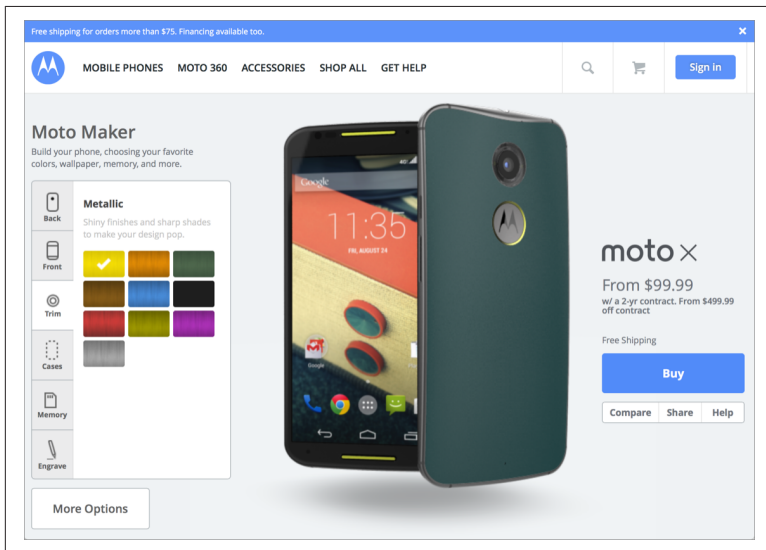 Free shipping for orders more than $75. Financing available too.
MOBILE PHONES MOTO 360 ACCESSORIES SHOP ALL GET HELP
Sign in
Moto Maker
Build your phone, choosing your favorite
colors, wallpaper, memory, and more.
Back
Front
Trim
Cases
Memory
Engrave
Metallic
Shiny finishes and sharp shades
to make your design pop.
More Options
Google
11:35
FRI, AUGUST 24
Google
moto x
From $99.99
w/ a 2-yr contract. From $499.99
off contract
Free Shipping
Buy
Compare Share Help